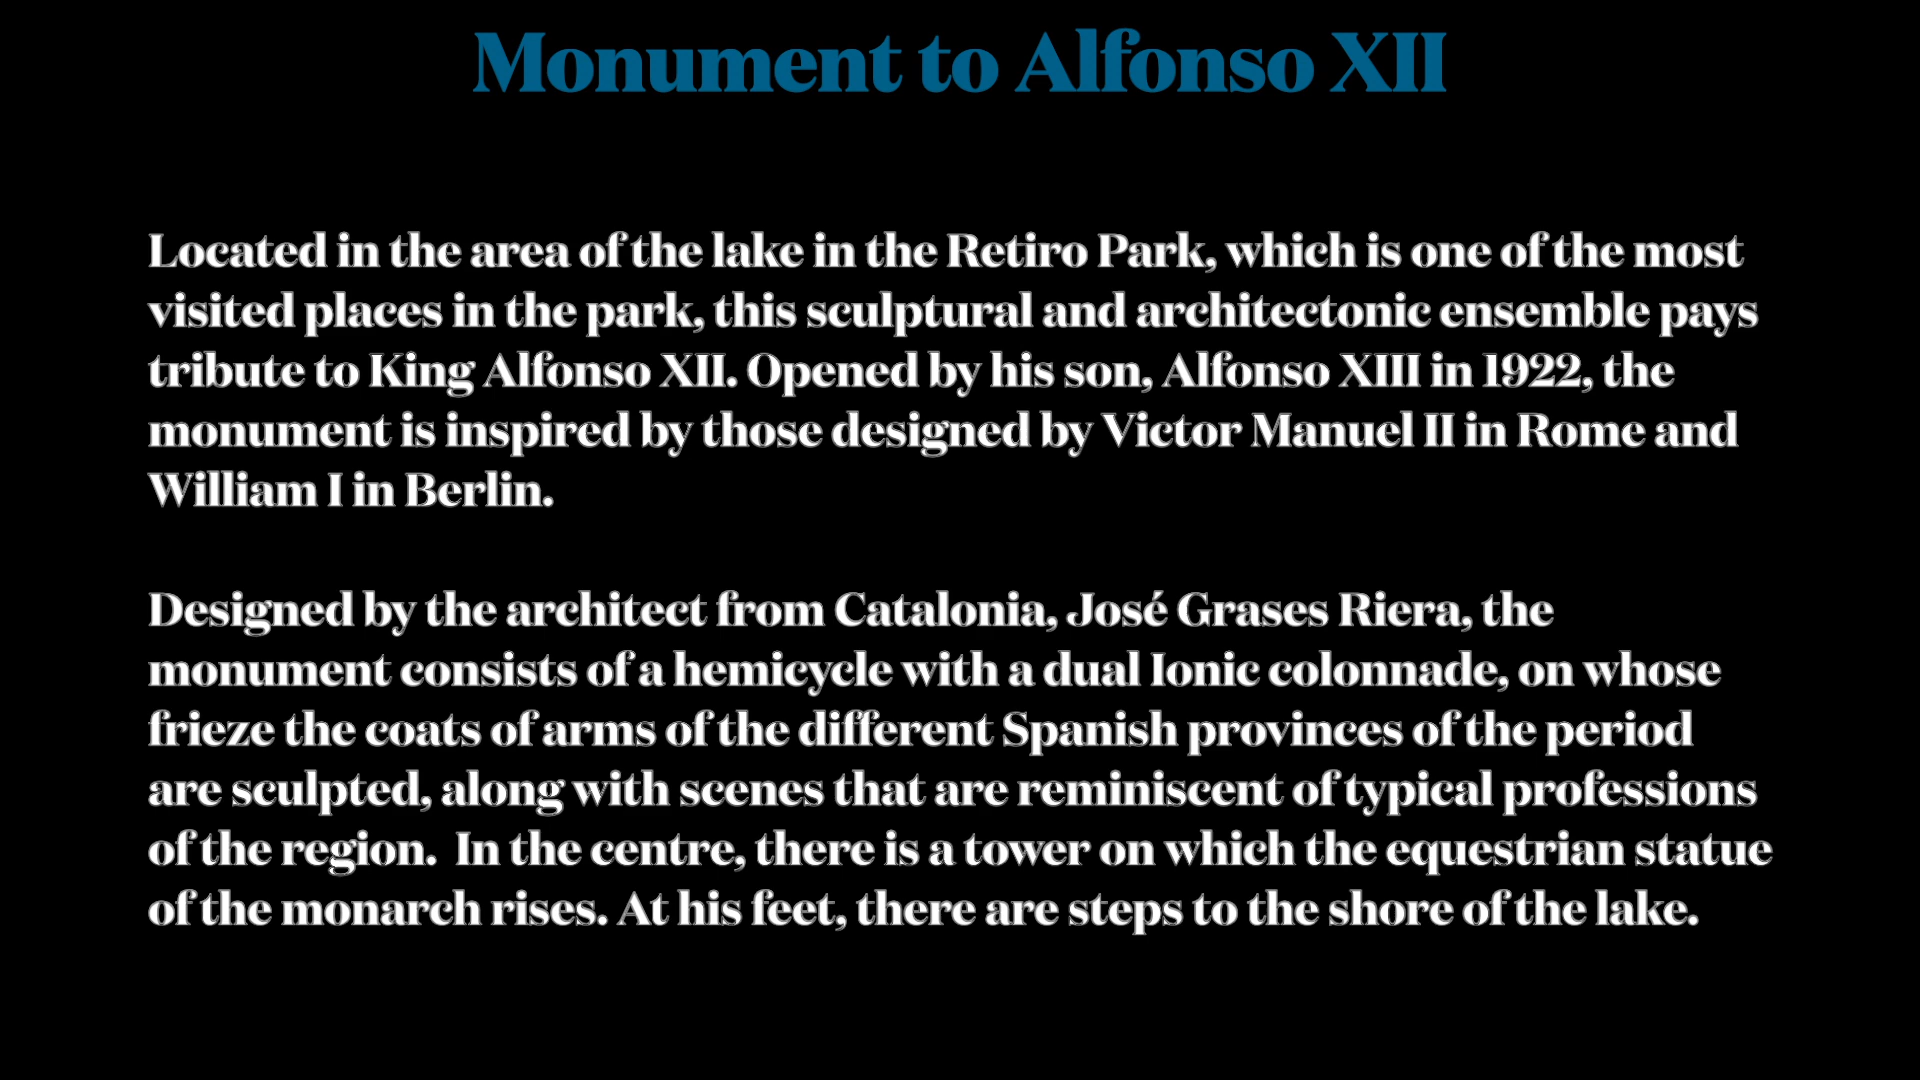 Monument to Alfonso XII
Located in the area of the lake in the Retiro Park, which is one of the most
visited places in the park, this sculptural and architectonic ensemble pays
tribute to King Alfonso XII. Opened by his son, Alfonso XIII in 1922, the
monument is inspired by those designed by Victor Manuel II in Rome and
William I in Berlin.
Designed by the architect from Catalonia, José Grases Riera, the
monument consists of a hemicycle with a dual Ionic colonnade, on whose
frieze the coats of arms of the different Spanish provinces of the period
are sculpted, along with scenes that are reminiscent of typical professions
of the region.  In the centre, there is a tower on which the equestrian statue
of the monarch rises. At his feet, there are steps to the shore of the lake.